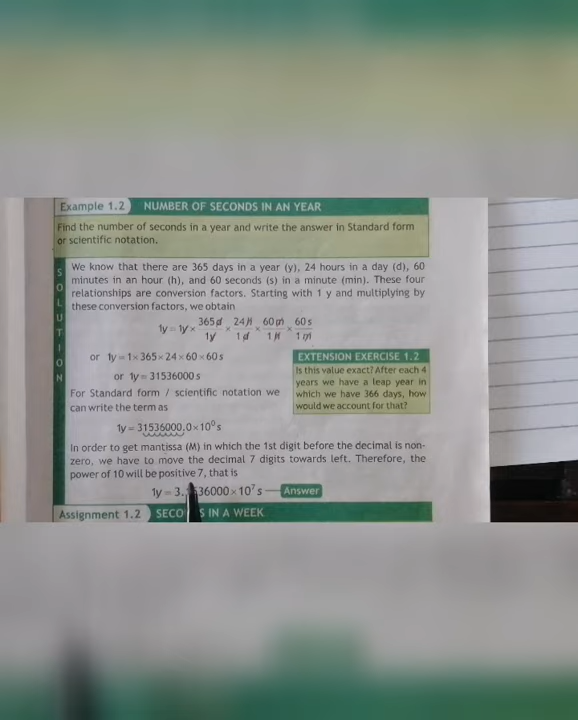 Example 1.2 NUMBER OF SECONDS IN AN YEAR
Find the number of seconds in a year and write the answer in Standard form
or scientific notation.
SOLUTION
We know that there are 365 days in a year (y), 24 hours in a day (d), 60
minutes in an hour (h), and 60 seconds (s) in a minute (min). These four
relationships are conversion factors. Starting with 1 y and multiplying by
these conversion factors, we obtain
1y = 1y × 365d/1y × 24h/1d × 60m/1h × 60s/1m
or 1y = 1 × 365 × 24 × 60 × 60 s
or 1y = 31536000 s
For Standard form / scientific notation we
can write the term as
1y = 31536000.0 × 10⁰ s
EXTENSION EXERCISE 1.2
Is this value exact? After each 4
years we have a leap year in
which we have 366 days, how
would we account for that?
In order to get mantissa (M) in which the 1st digit before the decimal is non-
zero, we have to move the decimal 7 digits towards left. Therefore, the
power of 10 will be positive 7, that is
1y = 3. 36000 × 10⁷ s Answer
Assignment 1.2 SECO S IN A WEEK